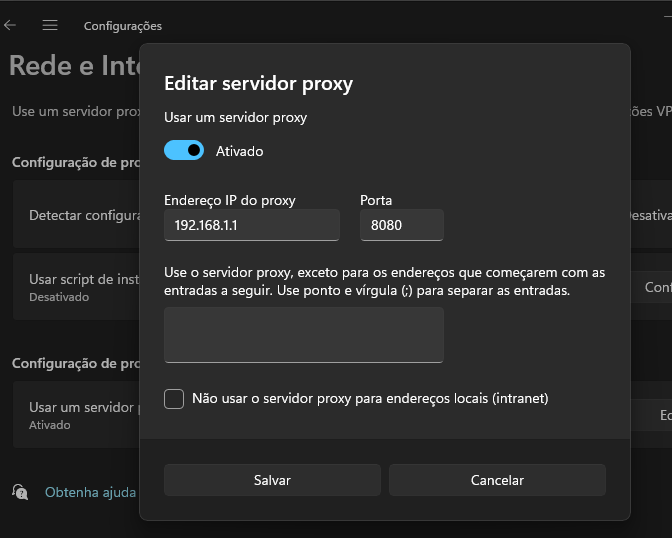 Configurações
Rede e Inte
Use um servidor prox
ões VP
Configuração de pro
Detectar configura
esativa
Usar script de inst
Desativado
Conf
Configuração de pro
Usar um servidor p
Ativado
Ed
Obtenha ajuda
Editar servidor proxy
Usar um servidor proxy
Ativado
Endereço IP do proxy Porta
192.168.1.1 8080
Use o servidor proxy, exceto para os endereços que começarem com as
entradas a seguir. Use ponto e vírgula (;) para separar as entradas.
Não usar o servidor proxy para endereços locais (intranet)
Salvar Cancelar